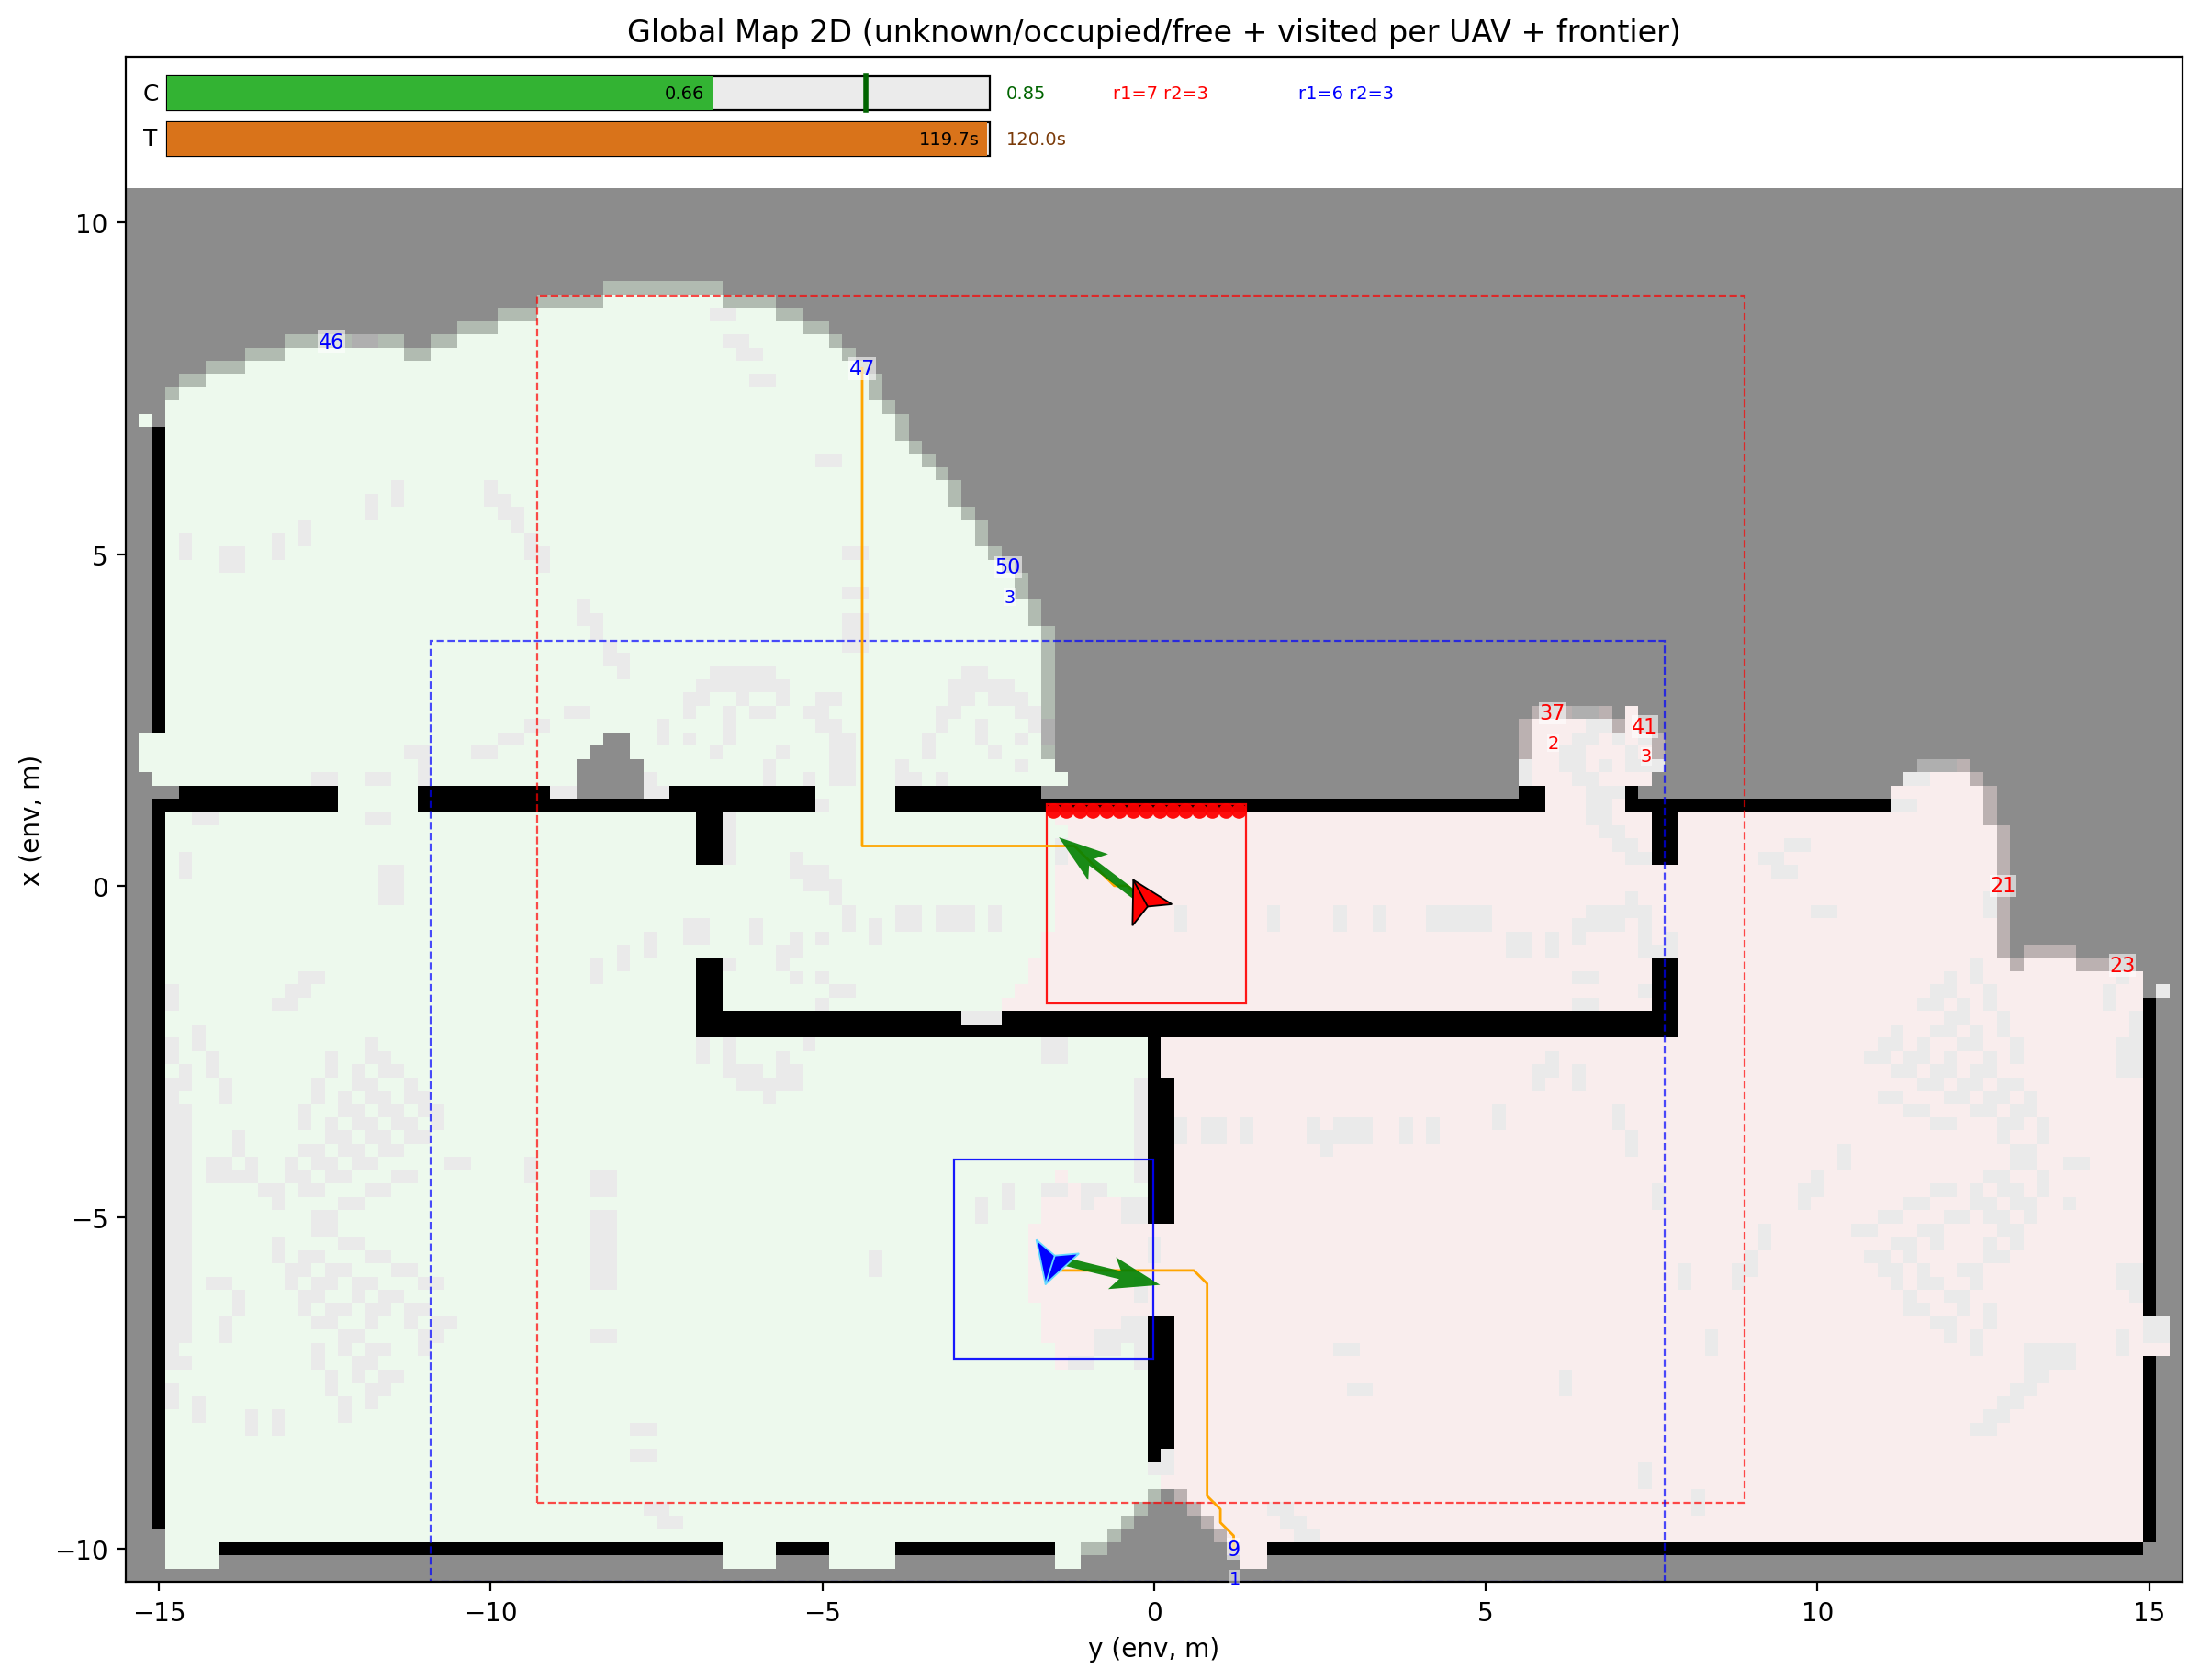 Global Map 2D (unknown/occupied/free + visited per UAV + frontier)
C 0.66 0.85 r1=7 r2=3 r1=6 r2=3
T 119.7s 120.0s
10
46
47
5
50
3
37
41
2
3
0
21
23
−5
−10
9
1
−15 −10 −5 0 5 10 15
y (env, m)
x (env, m)